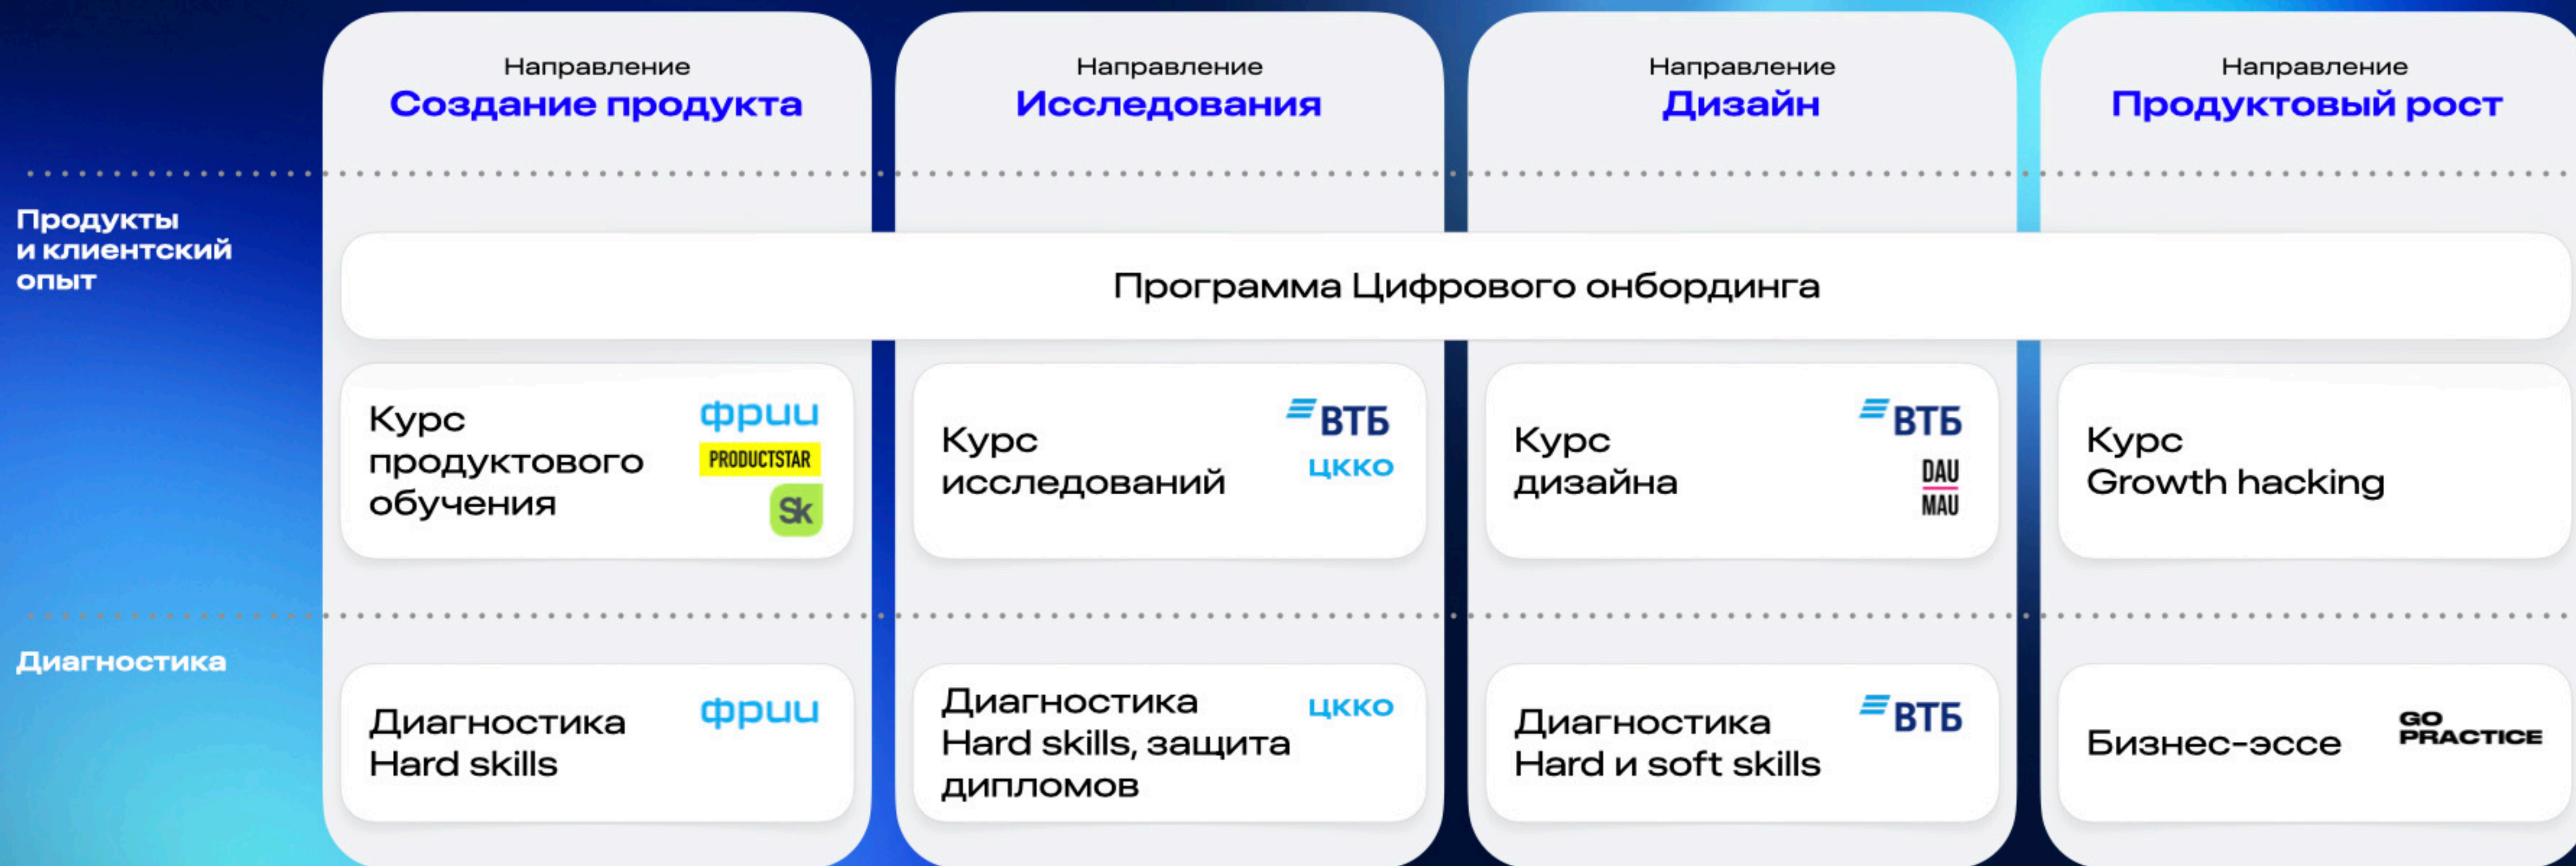 Направление
Создание продукта
Направление
Исследования
Направление
Дизайн
Направление
Продуктовый рост
Продукты
и клиентский
опыт
Программа Цифрового онбординга
Курс
продуктового
обучения
фрии
PRODUCTSTAR
Sk
Курс
исследований
ВТБ
ЦККО
Курс
дизайна
ВТБ
DAU
MAU
Курс
Growth hacking
Диагностика
Диагностика
Hard skills
фрии
Диагностика
Hard skills, защита
дипломов
ЦККО
Диагностика
Hard и soft skills
ВТБ
Бизнес-эссе
GO
PRACTICE